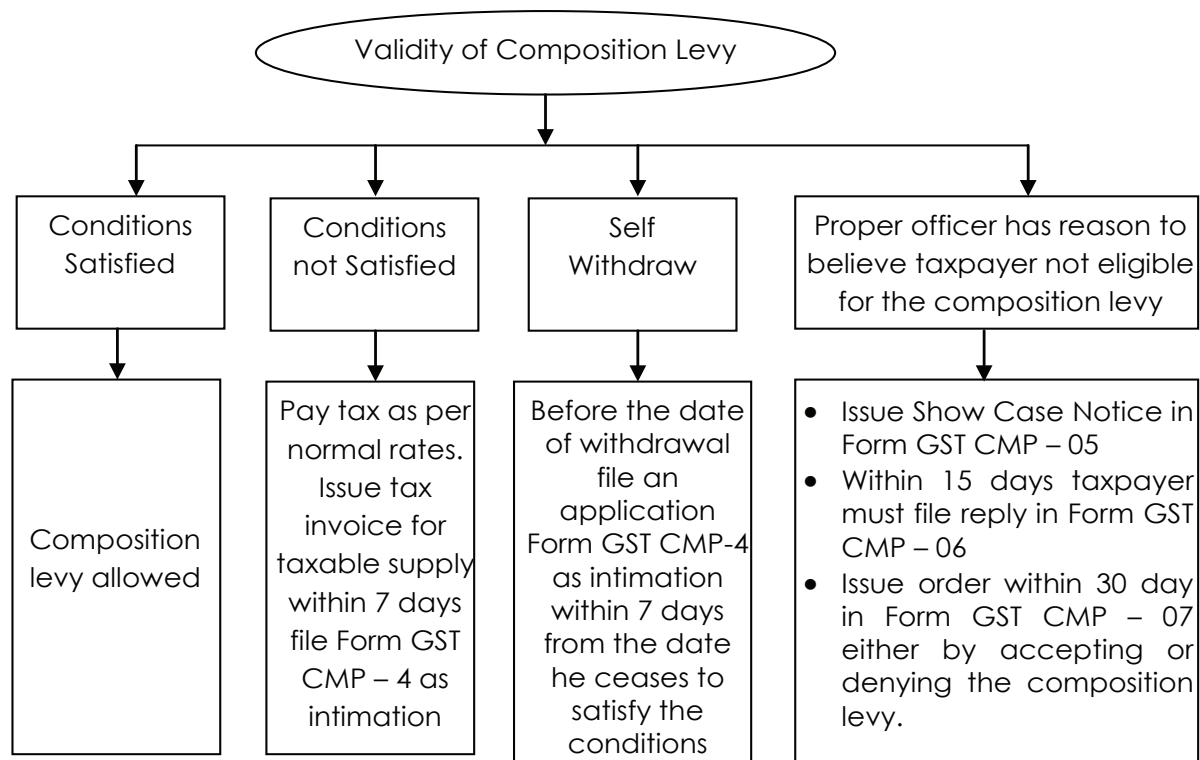 Validity of Composition Levy
Conditions
Satisfied
Conditions
not Satisfied
Self
Withdraw
Proper officer has reason to
believe taxpayer not eligible
for the composition levy
Composition
levy allowed
Pay tax as per
normal rates.
Issue tax
invoice for
taxable supply
within 7 days
file Form GST
CMP – 4 as
intimation
Before the date
of withdrawal
file an
application
Form GST CMP-4
as intimation
within 7 days
from the date
he ceases to
satisfy the
conditions
• Issue Show Case Notice in
Form GST CMP – 05
• Within 15 days taxpayer
must file reply in Form GST
CMP – 06
• Issue order within 30 day
in Form GST CMP – 07
either by accepting or
denying the composition
levy.